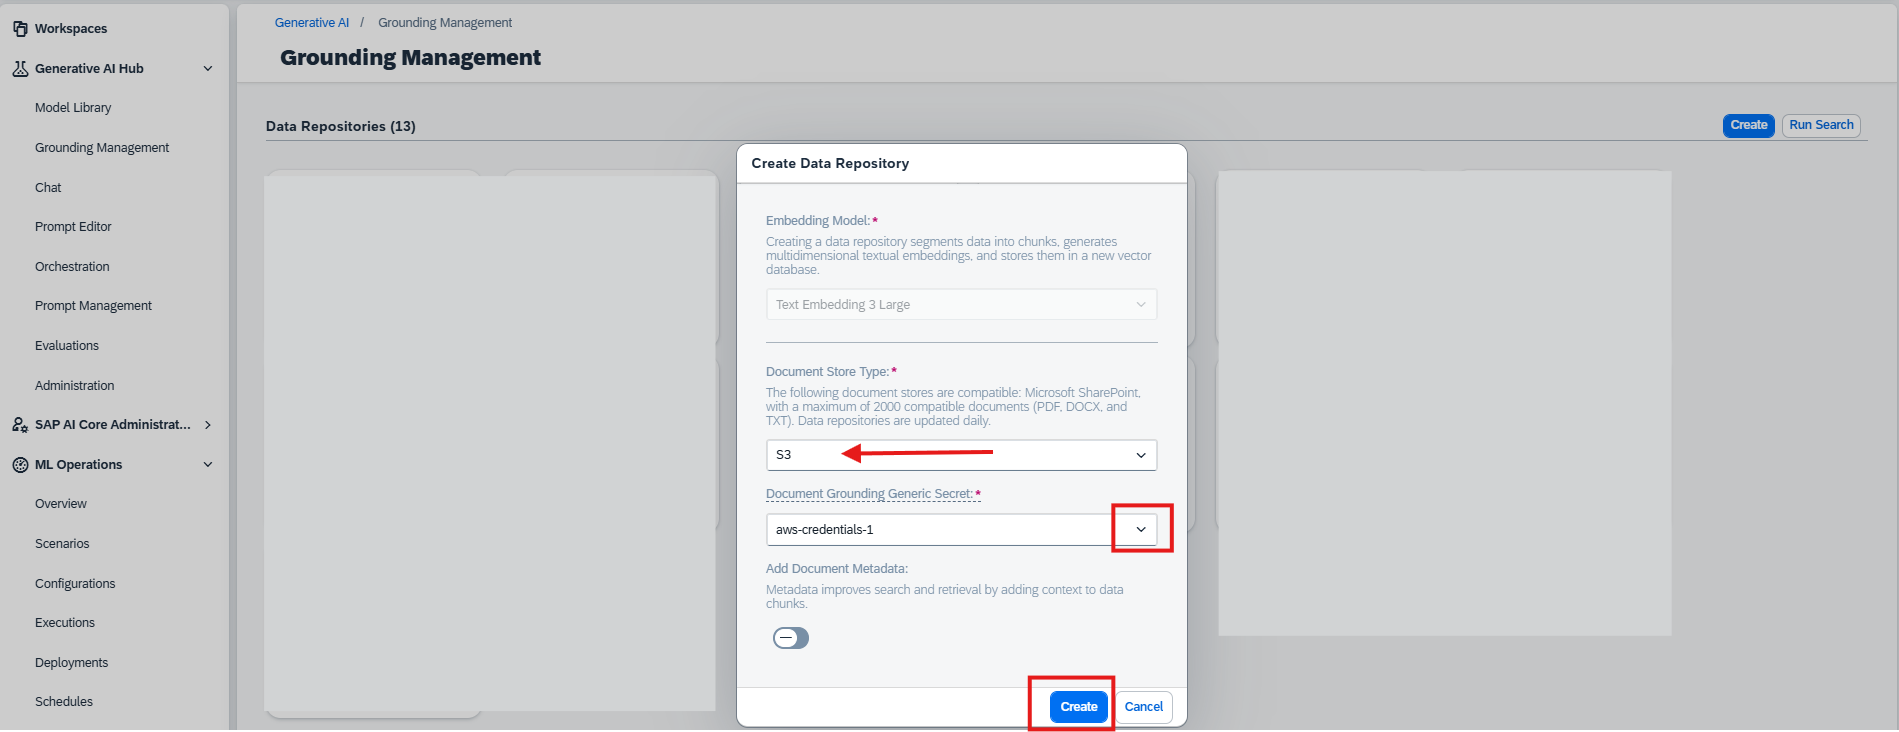 Workspaces
Generative AI Hub
Model Library
Grounding Management
Chat
Prompt Editor
Orchestration
Prompt Management
Evaluations
Administration
SAP AI Core Administrat...
ML Operations
Overview
Scenarios
Configurations
Executions
Deployments
Schedules
Generative AI / Grounding Management
Grounding Management
Data Repositories (13)
Create Run Search
Create Data Repository
Embedding Model: *
Creating a data repository segments data into chunks, generates
multidimensional textual embeddings, and stores them in a new vector
database.
Text Embedding 3 Large
Document Store Type: *
The following document stores are compatible: Microsoft SharePoint,
with a maximum of 2000 compatible documents (PDF, DOCX, and
TXT). Data repositories are updated daily.
S3
Document Grounding Generic Secret: *
aws-credentials-1
Add Document Metadata:
Metadata improves search and retrieval by adding context to data
chunks.
Create Cancel